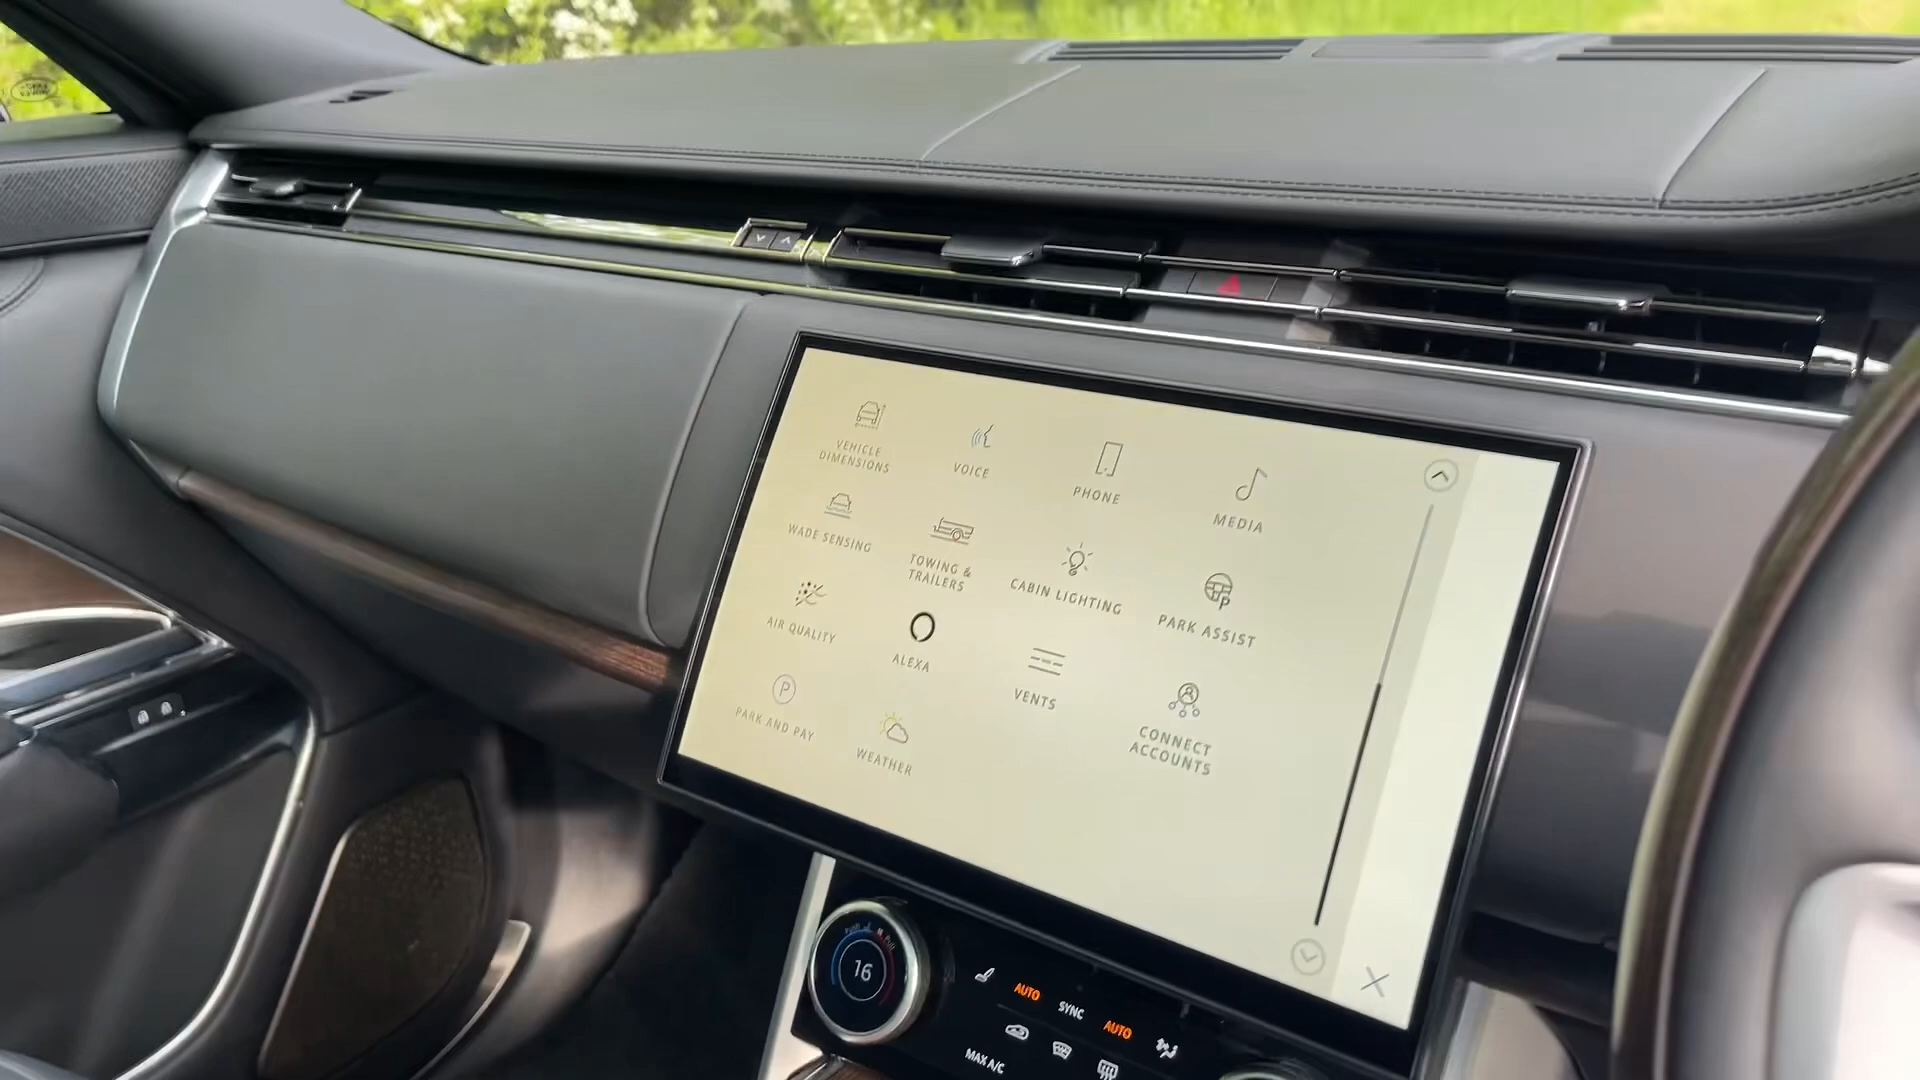 VEHICLE
DIMENSIONS
VOICE
PHONE
MEDIA
WADE SENSING
TOWING &
TRAILERS
CABIN LIGHTING
PARK ASSIST
AIR QUALITY
ALEXA
VENTS
CONNECT
ACCOUNTS
P
PARK AND PAY
WEATHER
16
AUTO
SYNC
AUTO
MAX A/C